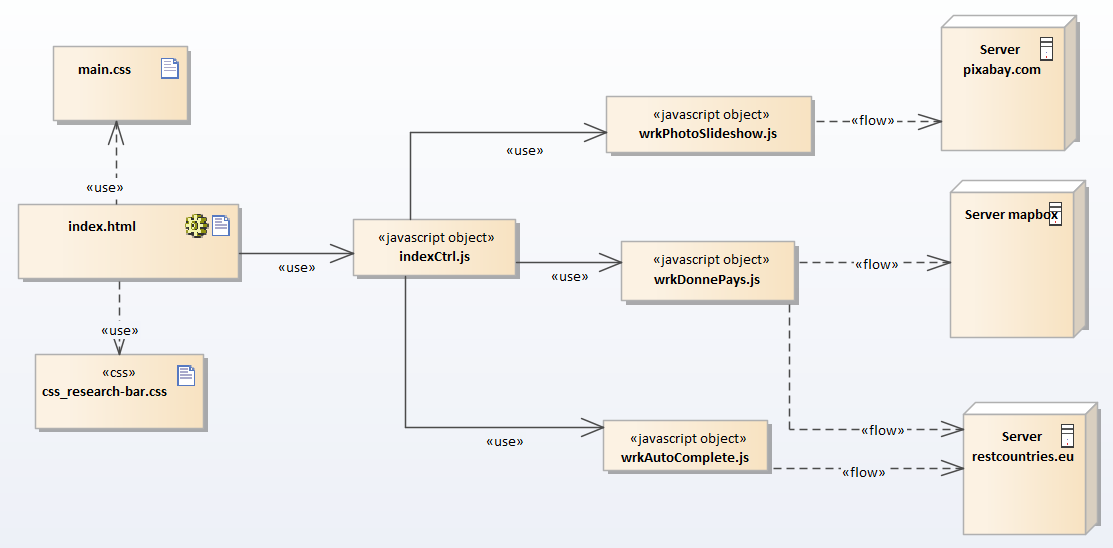 main.css
«use»
index.html
«use»
«use»
«css»
css_research-bar.css
«javascript object»
indexCtrl.js
«use»
«use»
«use»
«javascript object»
wrkPhotoSlideshow.js
«flow»
Server
pixabay.com
«javascript object»
wrkDonnePays.js
«flow»
Server mapbox
«flow»
«javascript object»
wrkAutoComplete.js
«flow»
Server
restcountries.eu